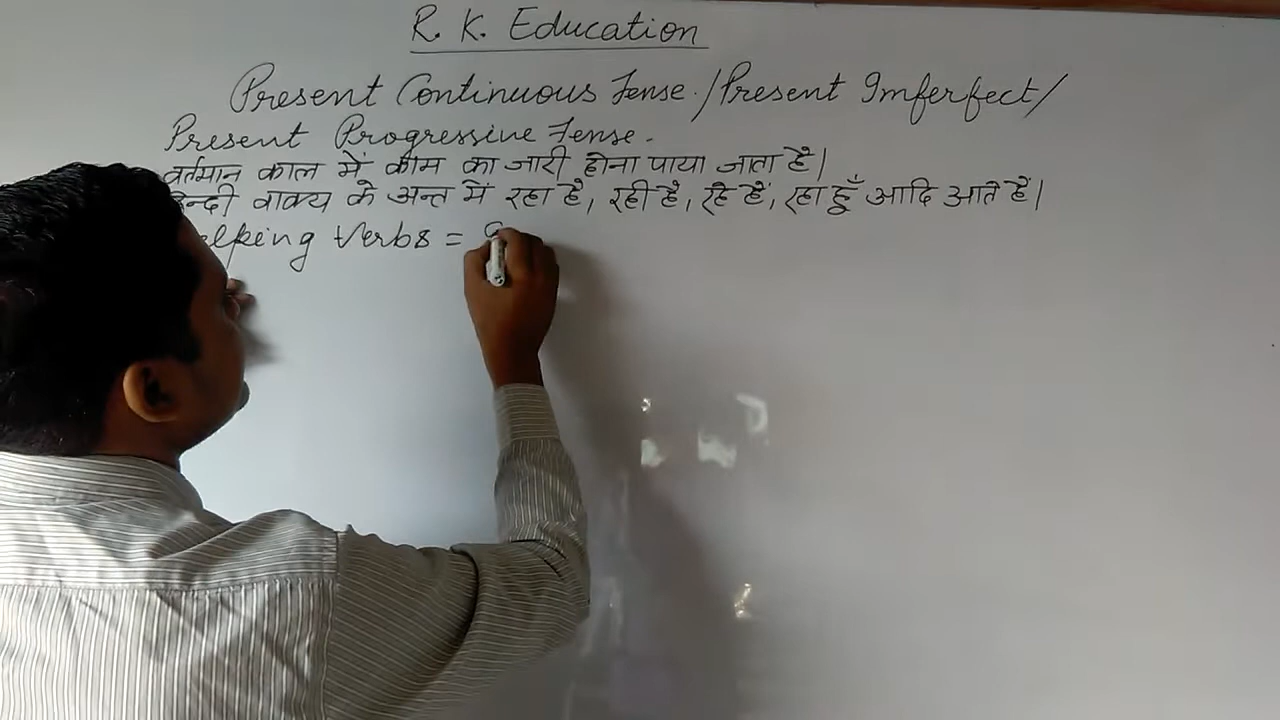 R. K. Education
Present Continuous Tense. / Present Imperfect /
Present Progressive Tense.
वर्तमान काल में काम का जारी होना पाया जाता है।
वाक्य के अन्त में रहा है, रही है, रहे हैं, रहा हूँ आदि आते हैं।
Verbs =